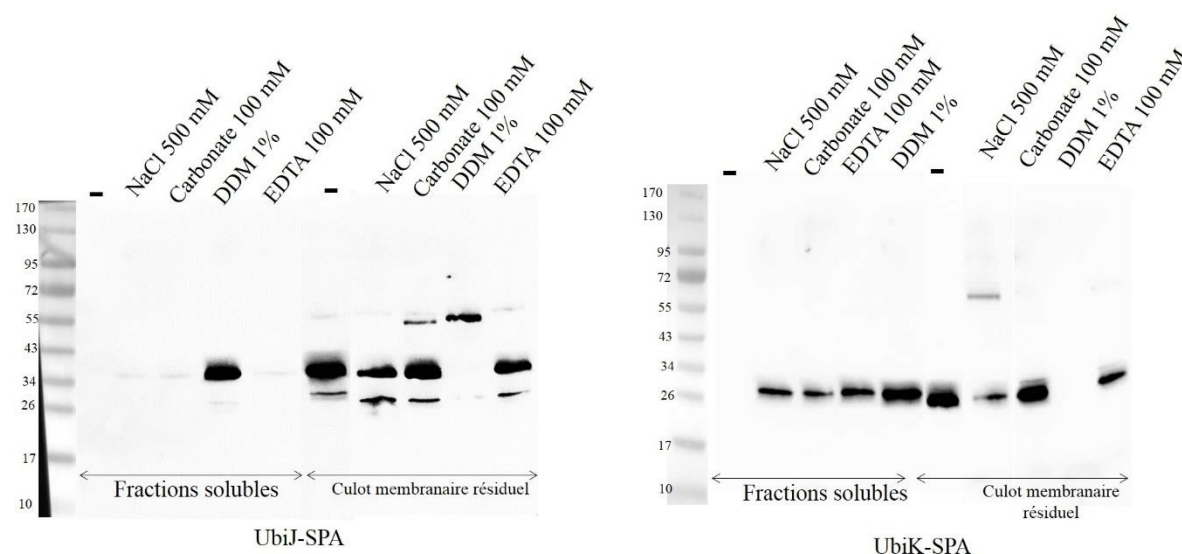 -
NaCl 500 mM
Carbonate 100 mM
DDM 1%
EDTA 100 mM
-
NaCl 500 mM
Carbonate 100 mM
DDM 1%
EDTA 100 mM
170
130
95
72
55
43
34
26
17
10
Fractions solubles
Culot membranaire résiduel
UbiJ-SPA
-
NaCl 500 mM
Carbonate 100 mM
EDTA 100 mM
DDM 1%
-
NaCl 500 mM
Carbonate 100 mM
DDM 1%
EDTA 100 mM
170
130
95
72
55
43
34
26
17
10
Fractions solubles
Culot membranaire
résiduel
UbiK-SPA